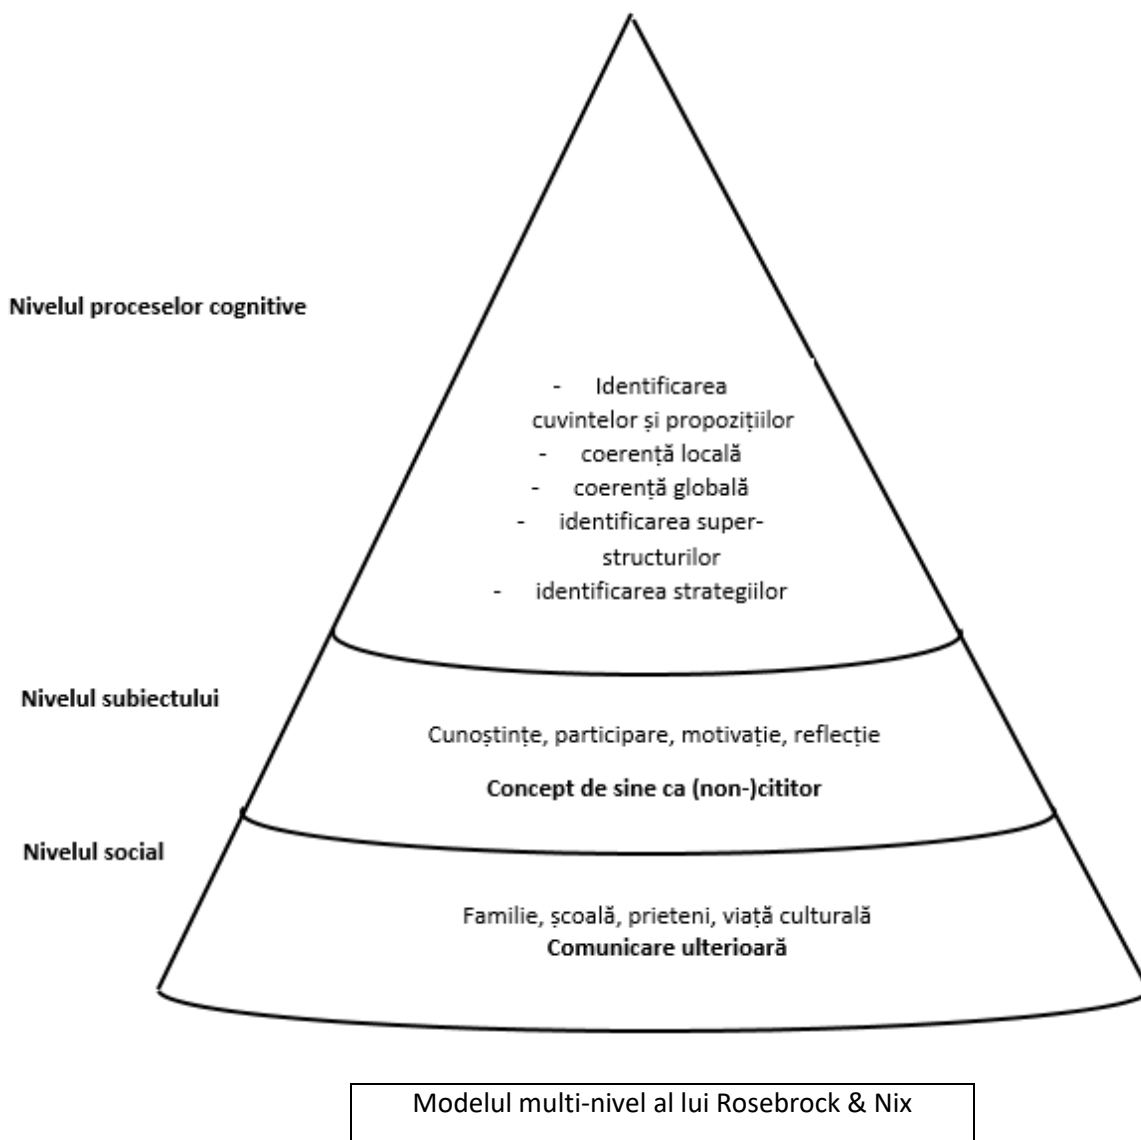 Nivelul proceselor cognitive
- Identificarea
cuvintelor și propozițiilor
- coerență locală
- coerență globală
- identificarea super-
structurilor
- identificarea strategiilor
Nivelul subiectului
Cunoștințe, participare, motivație, reflecție
Concept de sine ca (non-)cititor
Nivelul social
Familie, școală, prieteni, viață culturală
Comunicare ulterioară
Modelul multi-nivel al lui Rosebrock & Nix